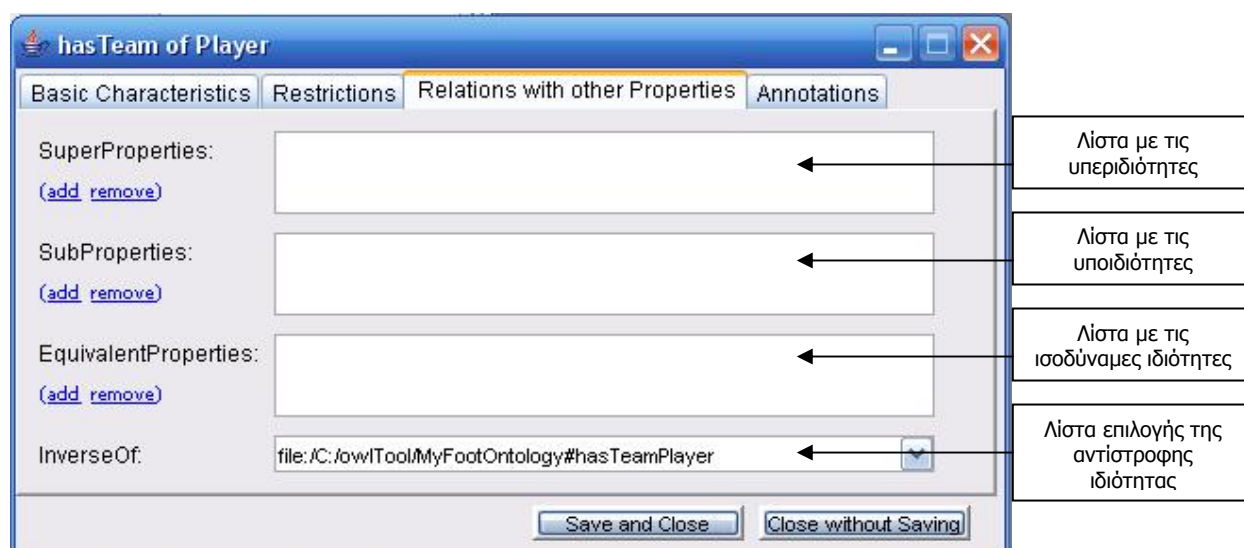 hasTeam of Player
Basic Characteristics Restrictions Relations with other Properties Annotations
SuperProperties:
(add remove)
Λίστα με τις
υπεριδιότητες
SubProperties:
(add remove)
Λίστα με τις
υποιδιότητες
EquivalentProperties:
(add remove)
Λίστα με τις
ισοδύναμες ιδιότητες
InverseOf: file:/C:/owlTool/MyFootOntology#hasTeamPlayer
Λίστα επιλογής της
αντίστροφης
ιδιότητας
Save and Close Close without Saving